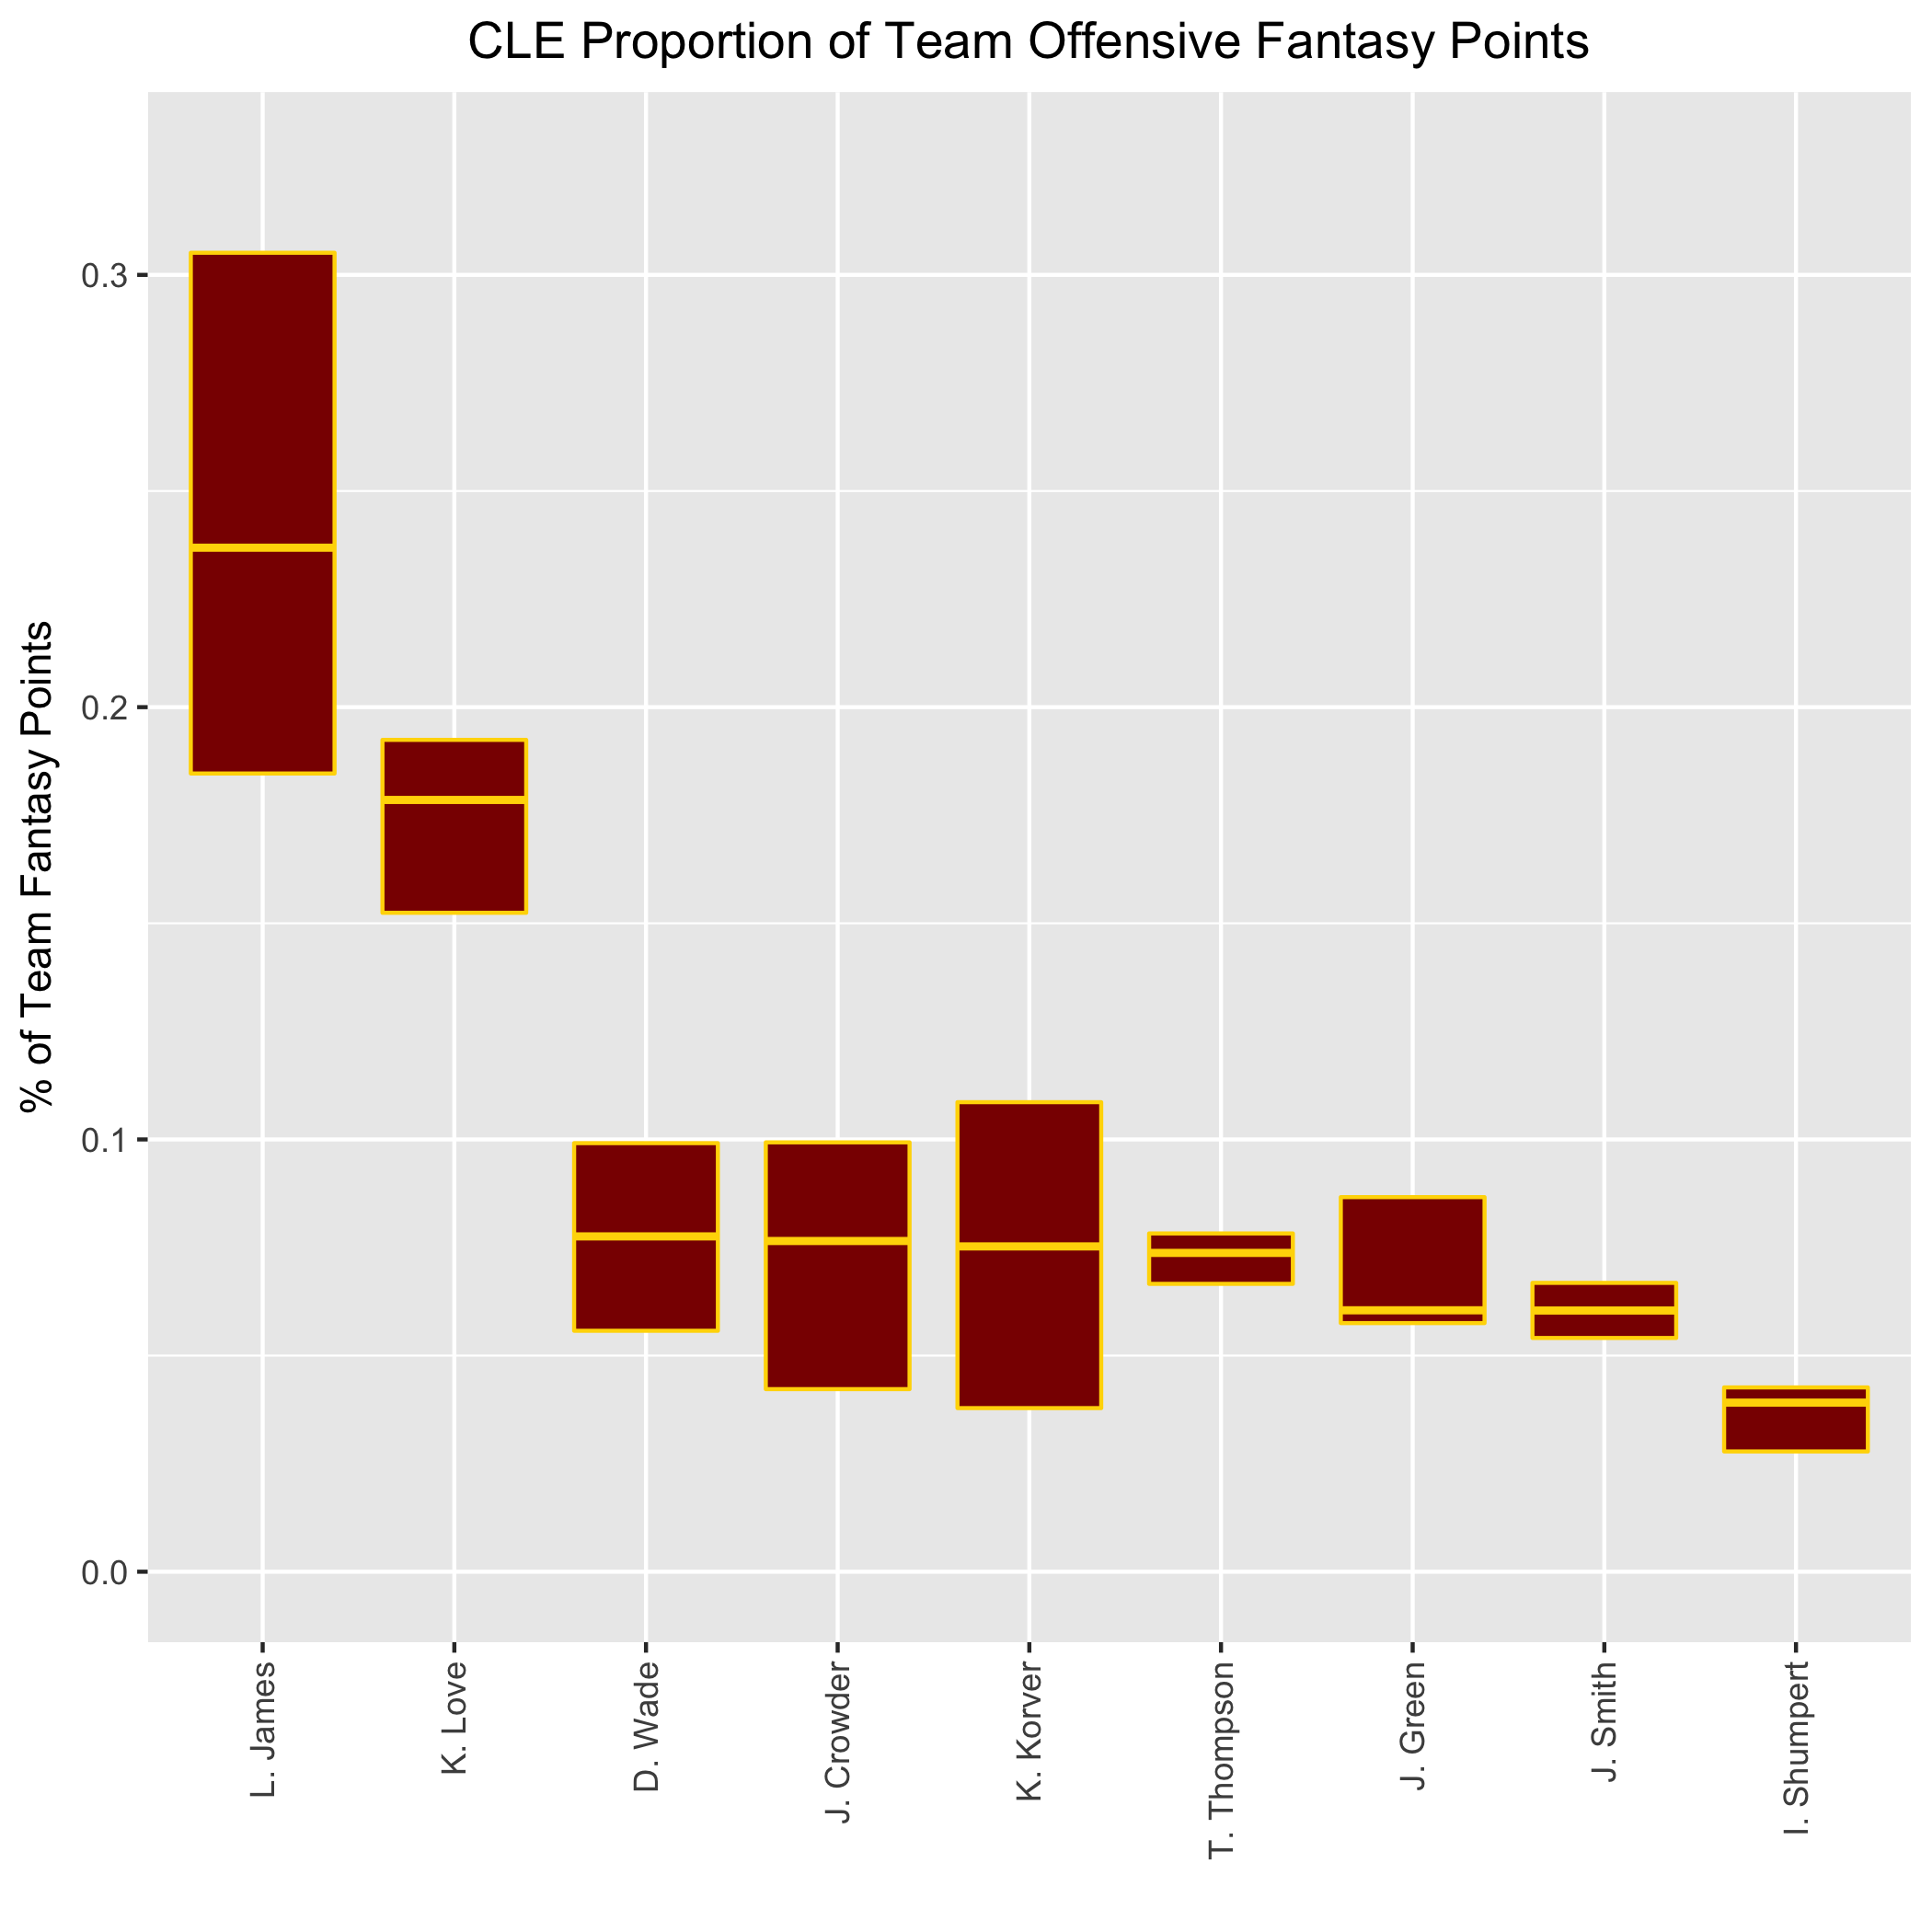 CLE Proportion of Team Offensive Fantasy Points
% of Team Fantasy Points
0.3
0.2
0.1
0.0
L. James
K. Love
D. Wade
J. Crowder
K. Korver
T. Thompson
J. Green
J. Smith
I. Shumpert